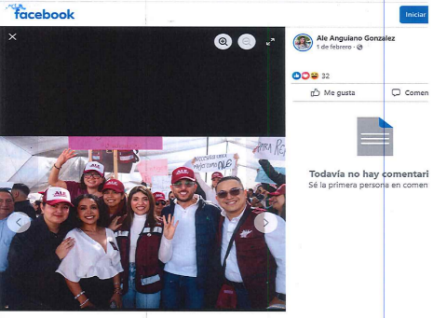 facebook
Iniciar
Ale Anguiano Gonzalez
1 de febrero
32
Me gusta
Comen
Todavía no hay comentari
Sé la primera persona en comen
ALE